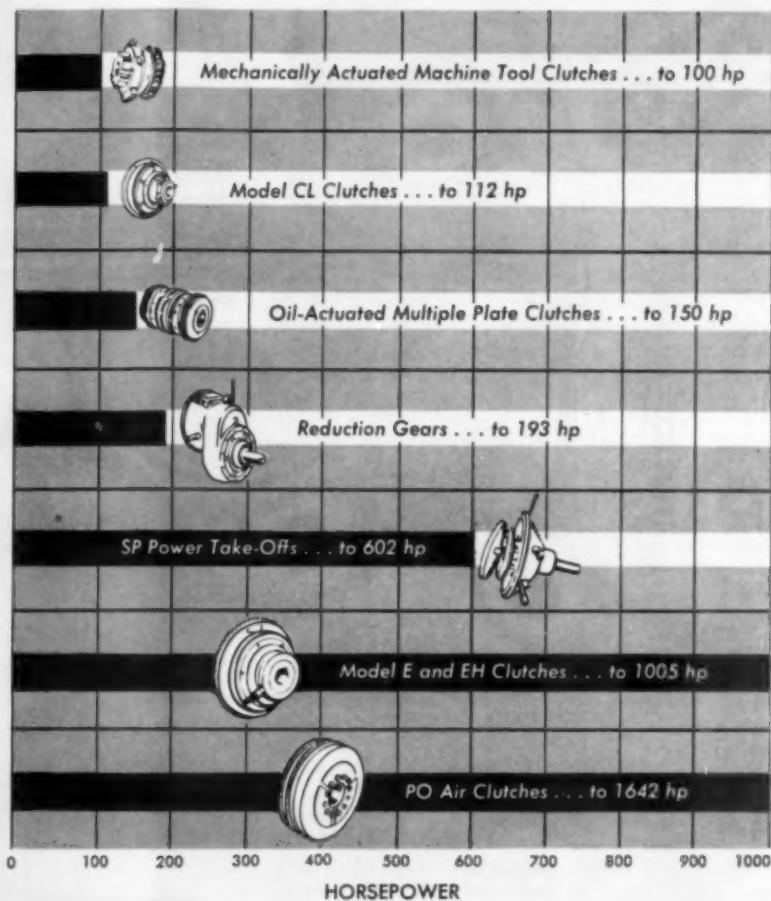 Mechanically Actuated Machine Tool Clutches . . . to 100 hp
Model CL Clutches . . . to 112 hp
Oil-Actuated Multiple Plate Clutches . . . to 150 hp
Reduction Gears . . . to 193 hp
SP Power Take-Offs . . . to 602 hp
Model E and EH Clutches . . . to 1005 hp
PO Air Clutches . . . to 1642 hp
0 100 200 300 400 500 600 700 800 900 1000
HORSEPOWER